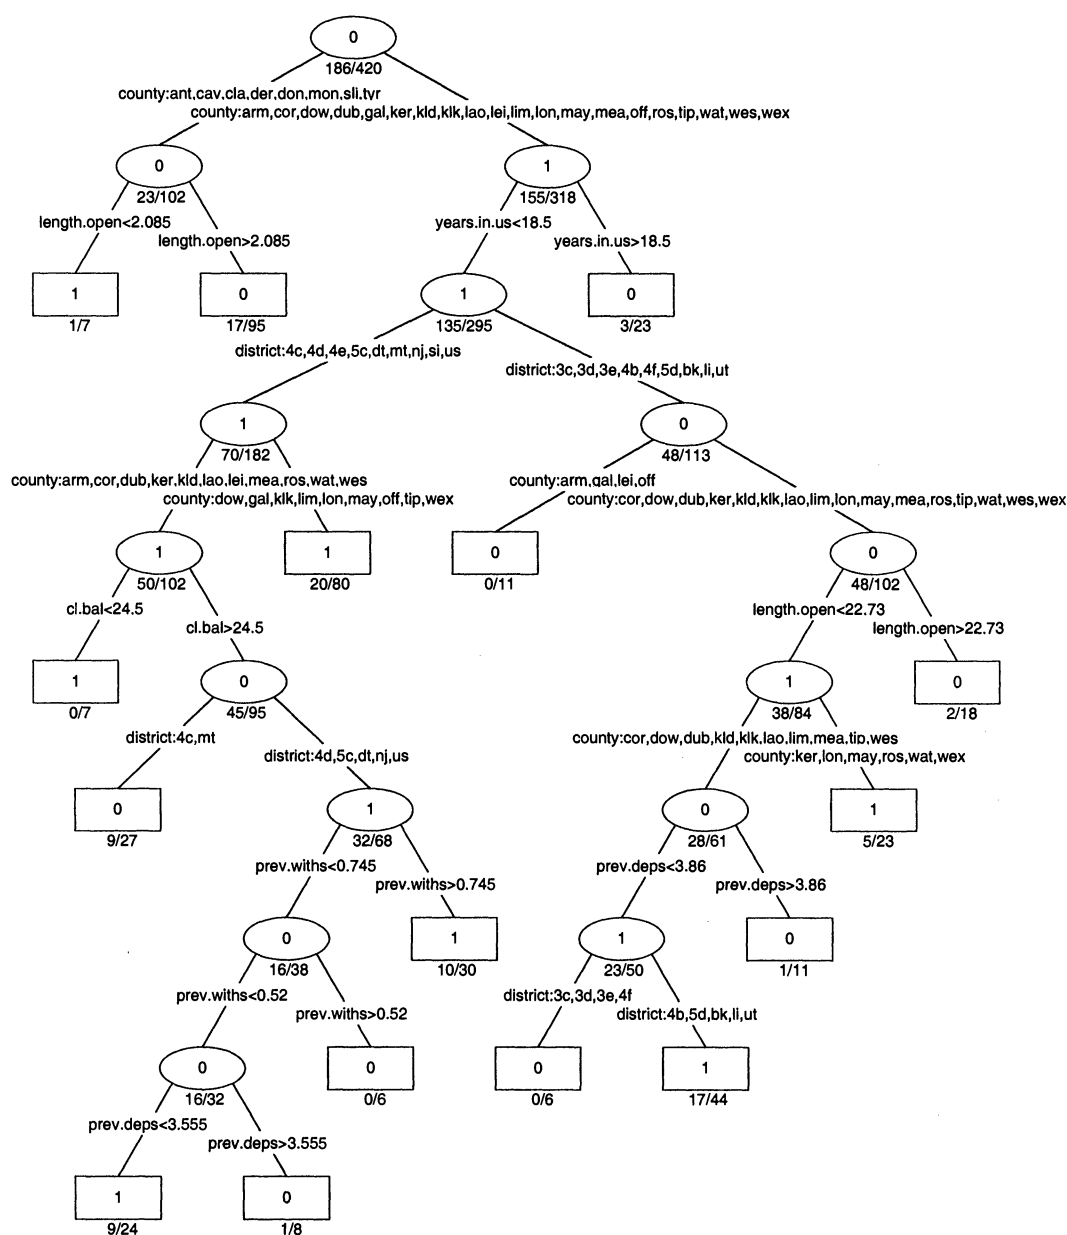 0
186/420
county:ant,cav,cla,der,don,mon,sli,tyr
county:arm,cor,dow,dub,gal,ker,kld,klk,lao,lei,lim,lon,may,mea,off,ros,tip,wat,wes,wex
0
1
23/102
155/318
length.open<2.085
years.in.us<18.5
length.open>2.085
years.in.us>18.5
1
0
1
0
1/7
17/95
135/295
3/23
district:4c,4d,4e,5c,dt,mt,nj,si,us
district:3c,3d,3e,4b,4f,5d,bk,li,ut
1
0
70/182
48/113
county:arm,cor,dub,ker,kld,lao,lei,mea,ros,wat,wes
county:arm,gal,lei,off
county:dow,gal,klk,lim,lon,may,off,tip,wex
county:cor,dow,dub,ker,kld,klk,lao,lim,lon,may,mea,ros,tip,wat,wes,wex
1
1
0
0
50/102
20/80
0/11
48/102
cl.bal<24.5
length.open<22.73
cl.bal>24.5
length.open>22.73
1
0
1
0
0/7
45/95
38/84
2/18
district:4c,mt
county:cor,dow,dub,kld,klk,lao,lim,mea,tip,wes
district:4d,5c,dt,nj,us
county:ker,lon,may,ros,wat,wex
0
1
0
1
9/27
32/68
28/61
5/23
prev.withs<0.745
prev.deps<3.86
prev.withs>0.745
prev.deps>3.86
0
1
1
0
16/38
10/30
23/50
1/11
prev.withs<0.52
district:3c,3d,3e,4f
prev.withs>0.52
district:4b,5d,bk,li,ut
0
0
0
1
16/32
0/6
0/6
17/44
prev.deps<3.555
prev.deps>3.555
1
0
9/24
1/8